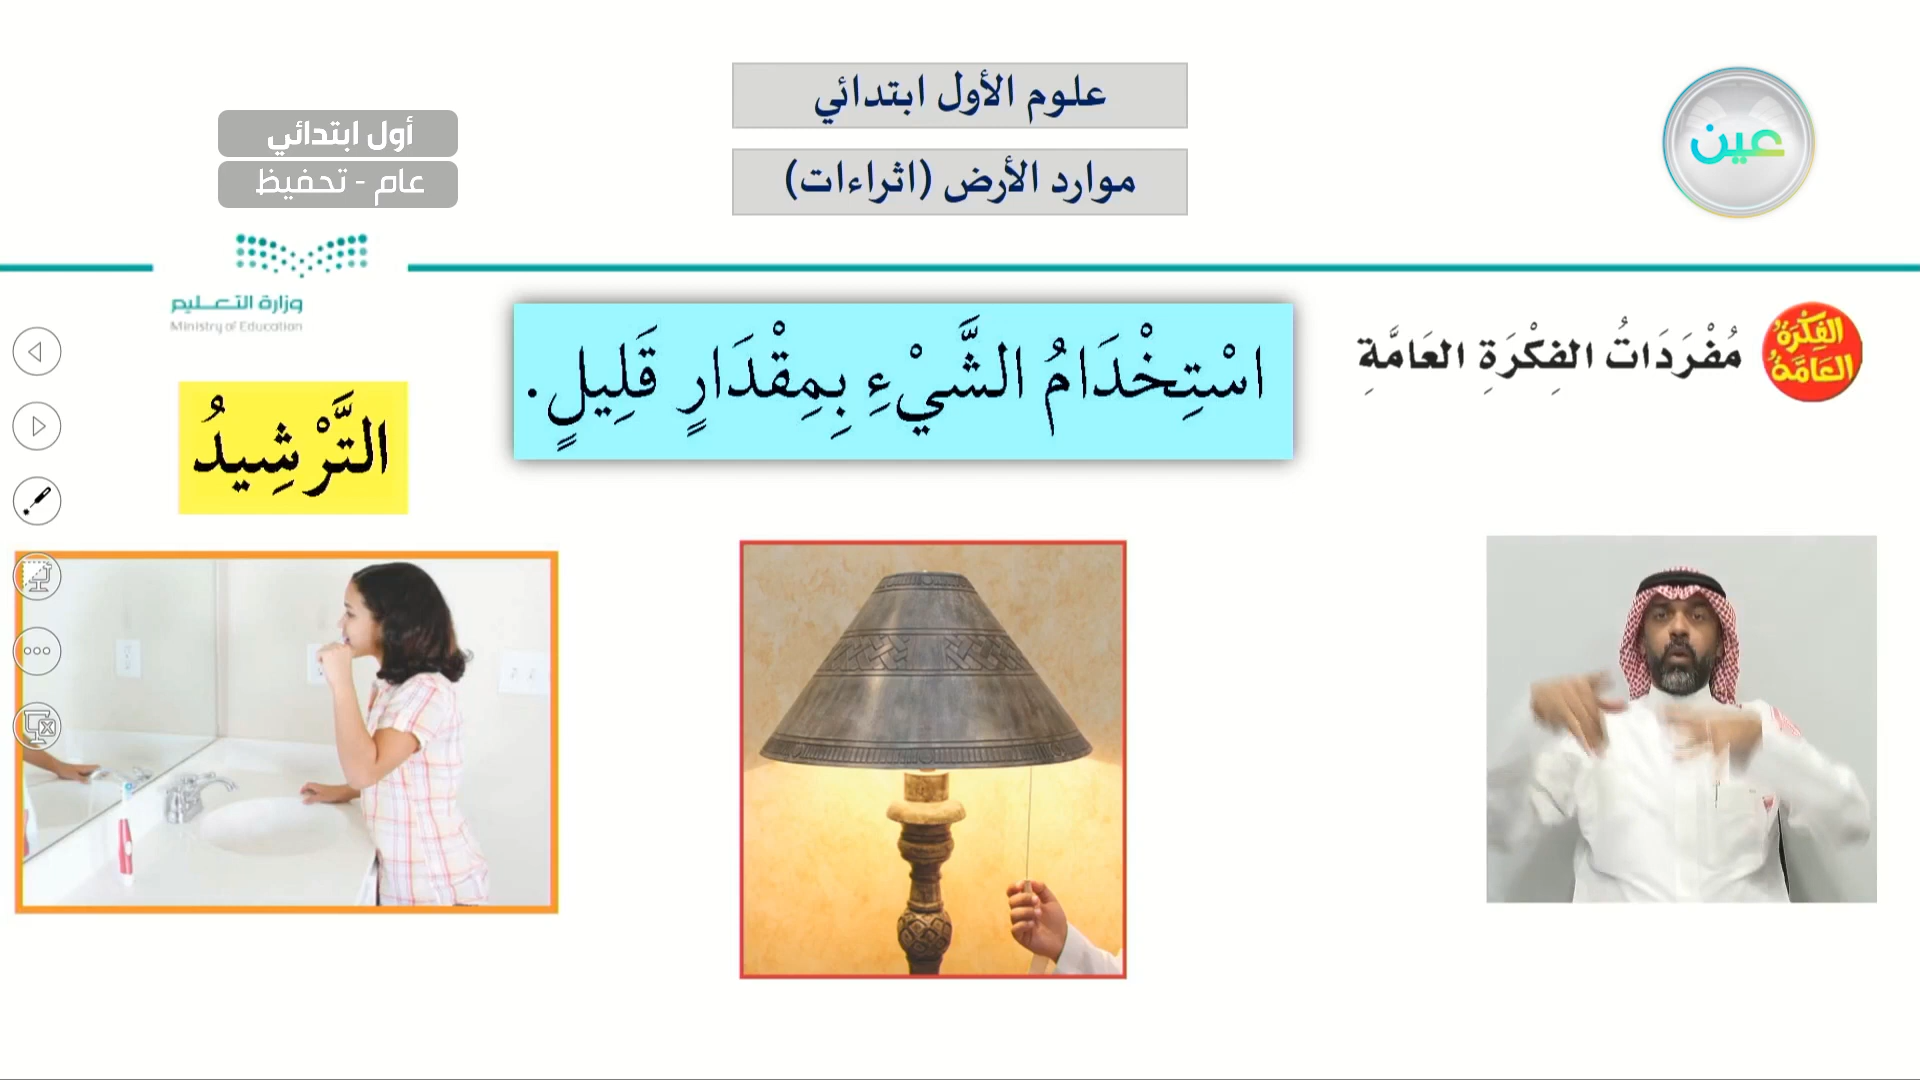 علوم الأول ابتدائي
موارد الأرض (اثراءات)
عين
أول ابتدائي
عام - تحفيظ
وزارة التعليم
Ministry of Education
الفِكْرَةُ
العَامَّةُ
مُفْرَدَاتُ الفِكْرَةِ العَامَّةِ
اسْتِخْدَامُ الشَّيْءِ بِمِقْدَارٍ قَلِيلٍ.
التَّرْشِيدُ